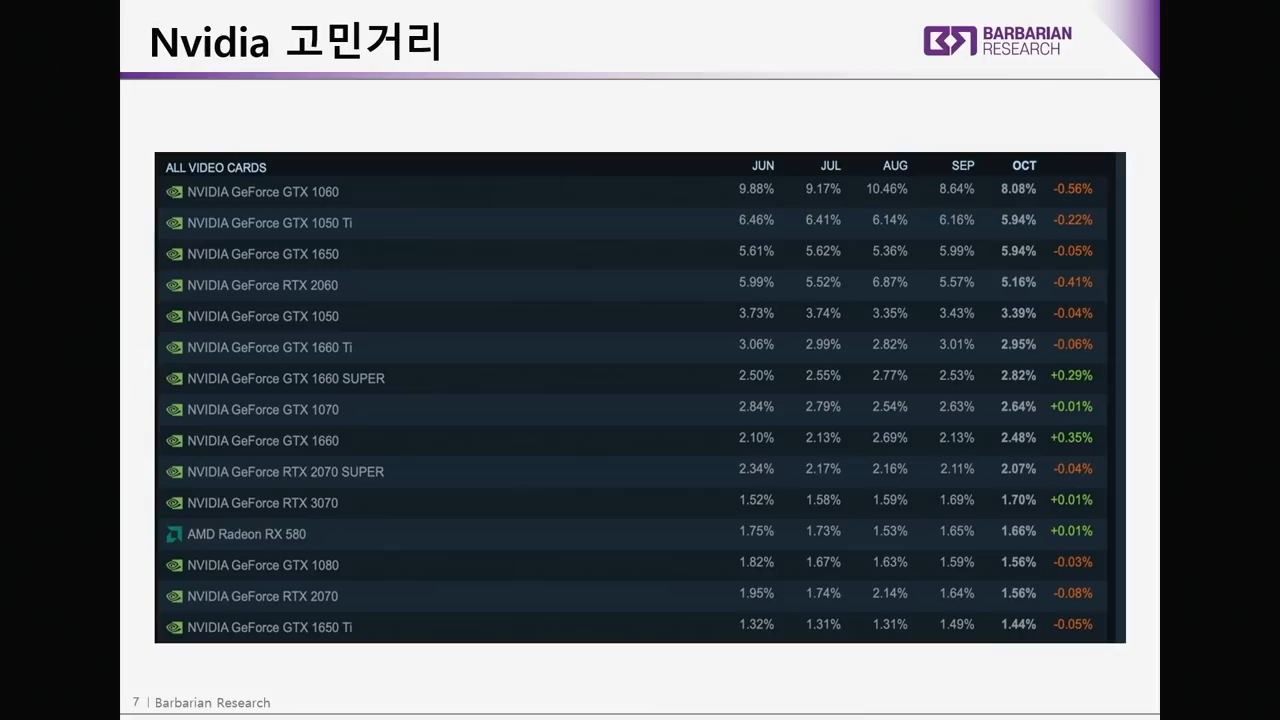 Nvidia 고민거리
BARBARIAN
RESEARCH
ALL VIDEO CARDS JUN JUL AUG SEP OCT
NVIDIA GeForce GTX 1060 9.88% 9.17% 10.46% 8.64% 8.08% -0.56%
NVIDIA GeForce GTX 1050 Ti 6.46% 6.41% 6.14% 6.16% 5.94% -0.22%
NVIDIA GeForce GTX 1650 5.61% 5.62% 5.36% 5.99% 5.94% -0.05%
NVIDIA GeForce RTX 2060 5.99% 5.52% 6.87% 5.57% 5.16% -0.41%
NVIDIA GeForce GTX 1050 3.73% 3.74% 3.35% 3.43% 3.39% -0.04%
NVIDIA GeForce GTX 1660 Ti 3.06% 2.99% 2.82% 3.01% 2.95% -0.06%
NVIDIA GeForce GTX 1660 SUPER 2.50% 2.55% 2.77% 2.53% 2.82% +0.29%
NVIDIA GeForce GTX 1070 2.84% 2.79% 2.54% 2.63% 2.64% +0.01%
NVIDIA GeForce GTX 1660 2.10% 2.13% 2.69% 2.13% 2.48% +0.35%
NVIDIA GeForce RTX 2070 SUPER 2.34% 2.17% 2.16% 2.11% 2.07% -0.04%
NVIDIA GeForce RTX 3070 1.52% 1.58% 1.59% 1.69% 1.70% +0.01%
AMD Radeon RX 580 1.75% 1.73% 1.53% 1.65% 1.66% +0.01%
NVIDIA GeForce GTX 1080 1.82% 1.67% 1.63% 1.59% 1.56% -0.03%
NVIDIA GeForce RTX 2070 1.95% 1.74% 2.14% 1.64% 1.56% -0.08%
NVIDIA GeForce GTX 1650 Ti 1.32% 1.31% 1.31% 1.49% 1.44% -0.05%
7 | Barbarian Research